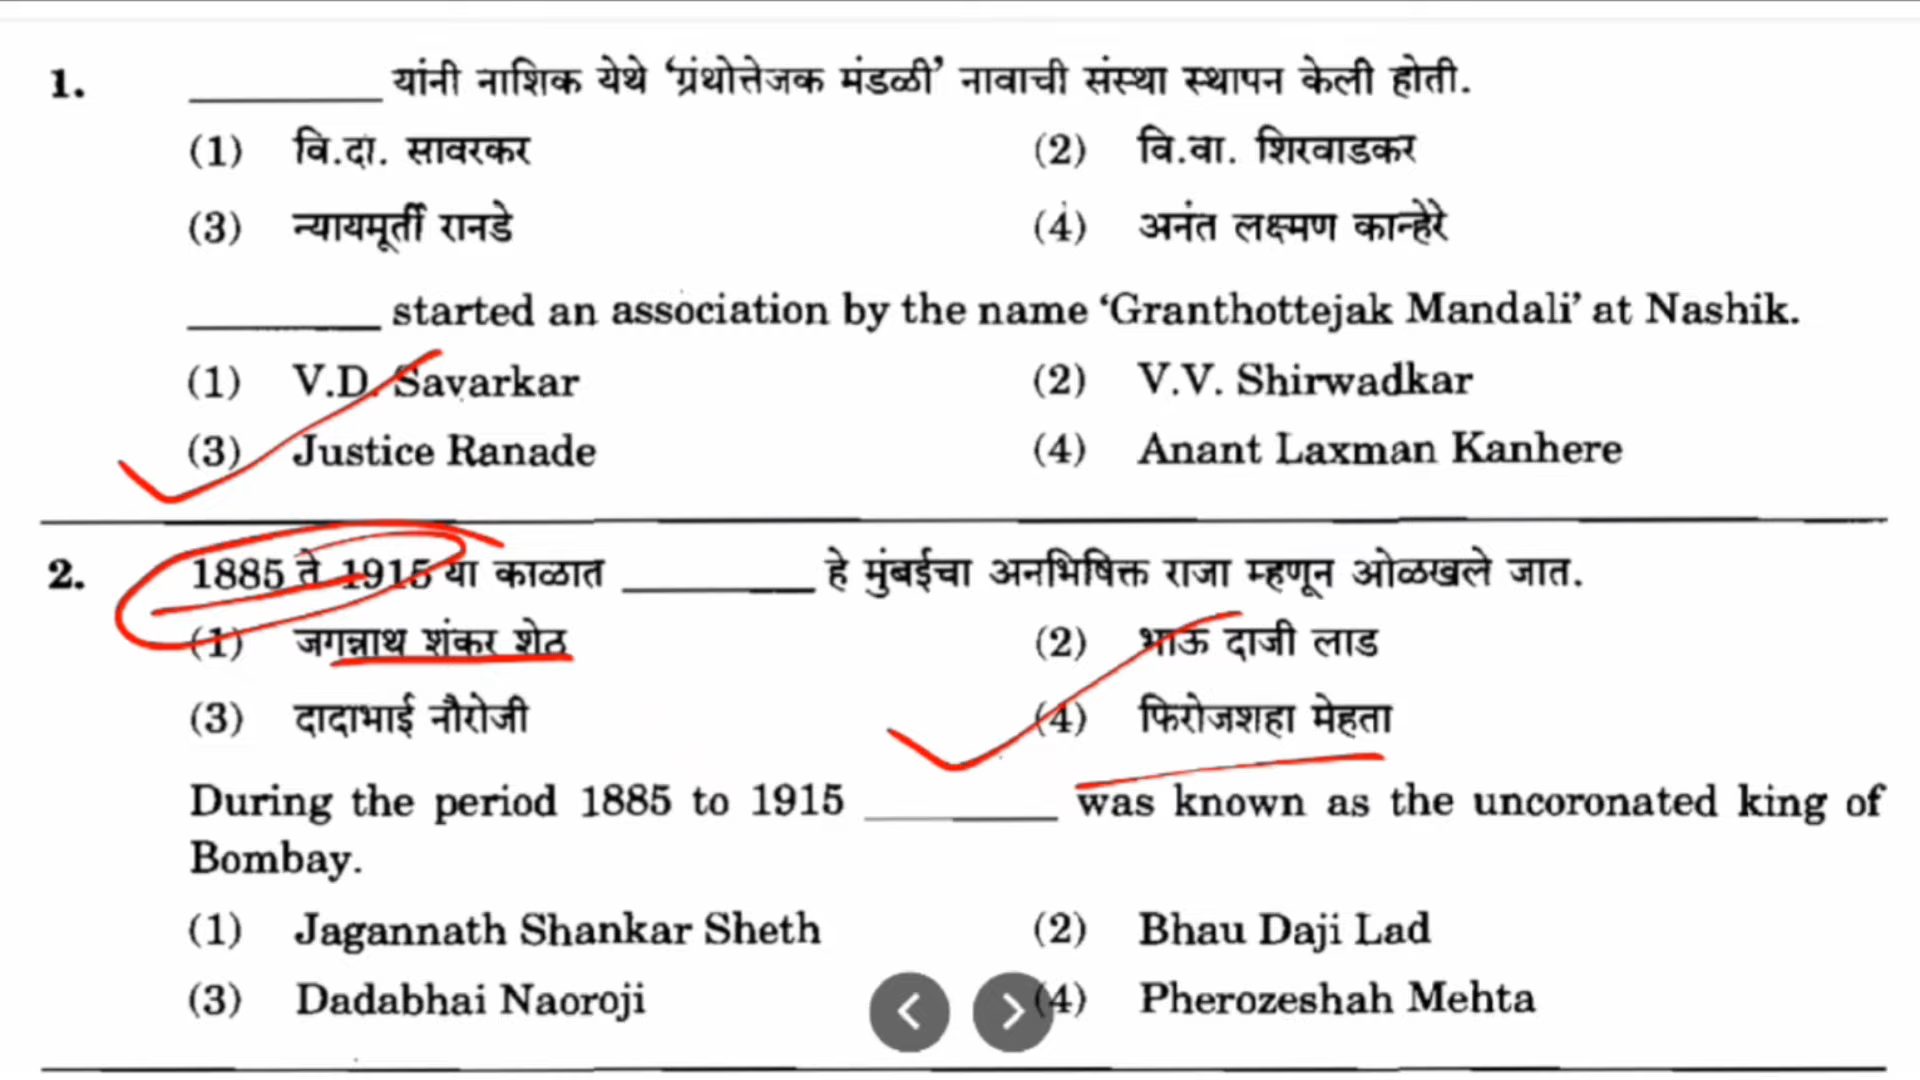 1. ________ यांनी नाशिक येथे ‘ग्रंथोत्तेजक मंडळी’ नावाची संस्था स्थापन केली होती.
(1) वि.दा. सावरकर (2) वि.वा. शिरवाडकर
(3) न्यायमूर्ती रानडे (4) अनंत लक्ष्मण कान्हेरे
________ started an association by the name ‘Granthottejak Mandali’ at Nashik.
(1) V.D. Savarkar (2) V.V. Shirwadkar
(3) Justice Ranade (4) Anant Laxman Kanhere
2. 1885 ते 1915 या काळात ________ हे मुंबईचा अनभिषिक्त राजा म्हणून ओळखले जात.
(1) जगन्नाथ शंकर शेठ (2) भाऊ दाजी लाड
(3) दादाभाई नौरोजी (4) फिरोजशहा मेहता
During the period 1885 to 1915 ________ was known as the uncoronated king of
Bombay.
(1) Jagannath Shankar Sheth (2) Bhau Daji Lad
(3) Dadabhai Naoroji (4) Pherozeshah Mehta